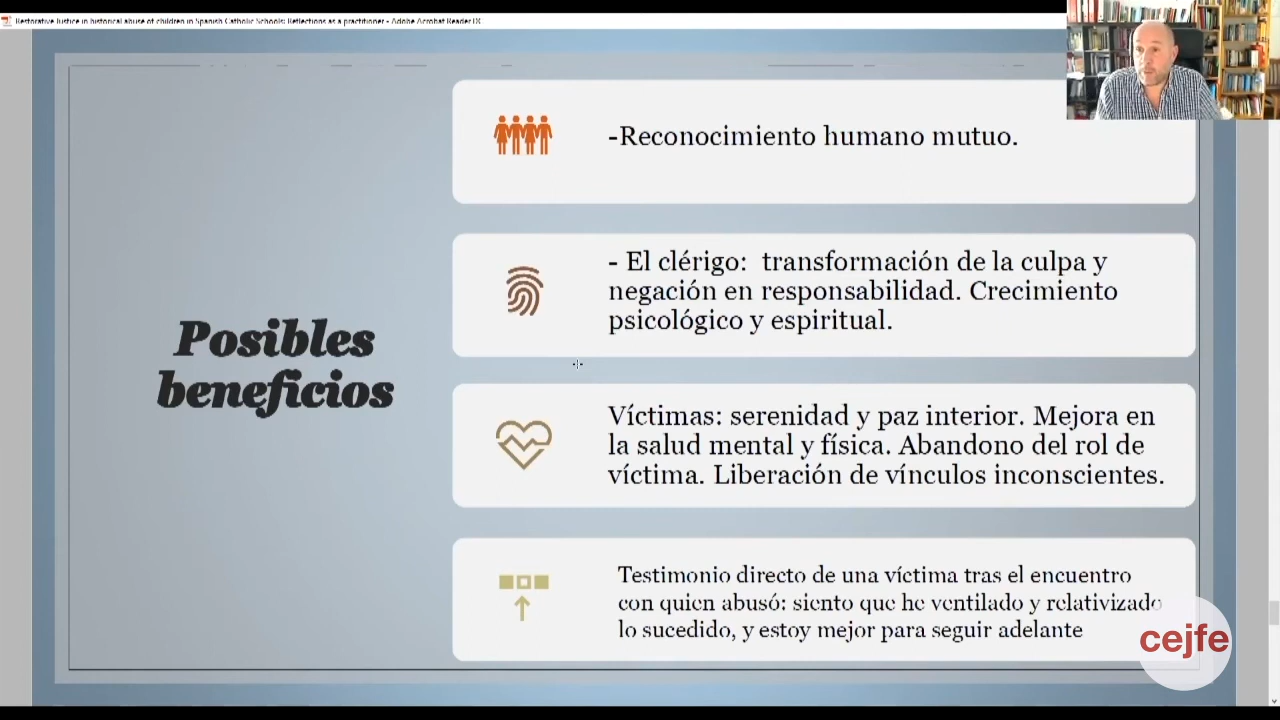 Restorative Justice in historical abuse of children in Spanish Catholic Schools: Reflections as a practitioner - Adobe Acrobat Reader DC
Posibles
beneficios
-Reconocimiento humano mutuo.
- El clérigo: transformación de la culpa y
negación en responsabilidad. Crecimiento
psicológico y espiritual.
Víctimas: serenidad y paz interior. Mejora en
la salud mental y física. Abandono del rol de
víctima. Liberación de vínculos inconscientes.
Testimonio directo de una víctima tras el encuentro
con quien abusó: siento que he ventilado y relativizado
lo sucedido, y estoy mejor para seguir adelante
cejfe